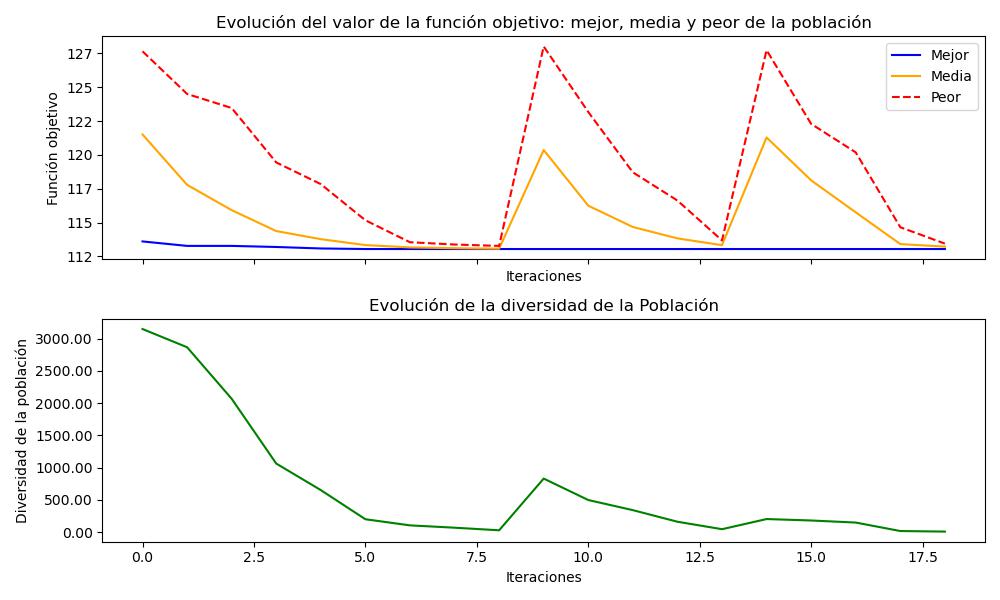 Evolución del valor de la función objetivo: mejor, media y peor de la población
Función objetivo
127
125
122
120
117
115
112
Mejor
Media
Peor
Iteraciones
Evolución de la diversidad de la Población
Diversidad de la población
3000.00
2500.00
2000.00
1500.00
1000.00
500.00
0.00
0.0 2.5 5.0 7.5 10.0 12.5 15.0 17.5
Iteraciones